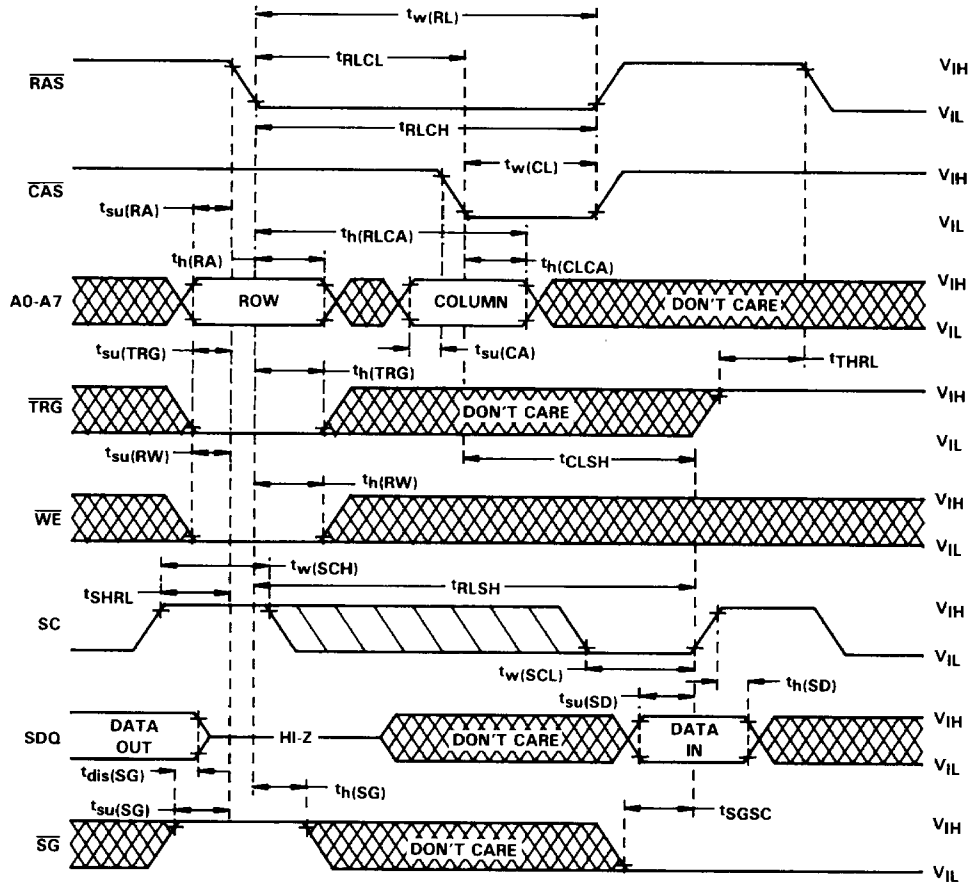 tw(RL)
tRLCL
RAS VIH
VIL
tRLCH
tw(CL)
CAS VIH
VIL
tsu(RA)
th(RLCA)
th(RA) th(CLCA)
A0-A7 ROW COLUMN DON'T CARE VIH
VIL
tsu(TRG) th(TRG) tsu(CA) tTHRL
TRG DON'T CARE VIH
VIL
tsu(RW) tCLSH
th(RW)
WE VIH
VIL
tw(SCH)
tSHRL tRLSH
SC VIH
VIL
tw(SCL) th(SD)
tsu(SD)
SDQ DATA OUT HI-Z DON'T CARE DATA IN VIH
VIL
tdis(SG) th(SG)
tsu(SG) tSGSC
SG DON'T CARE VIH
VIL